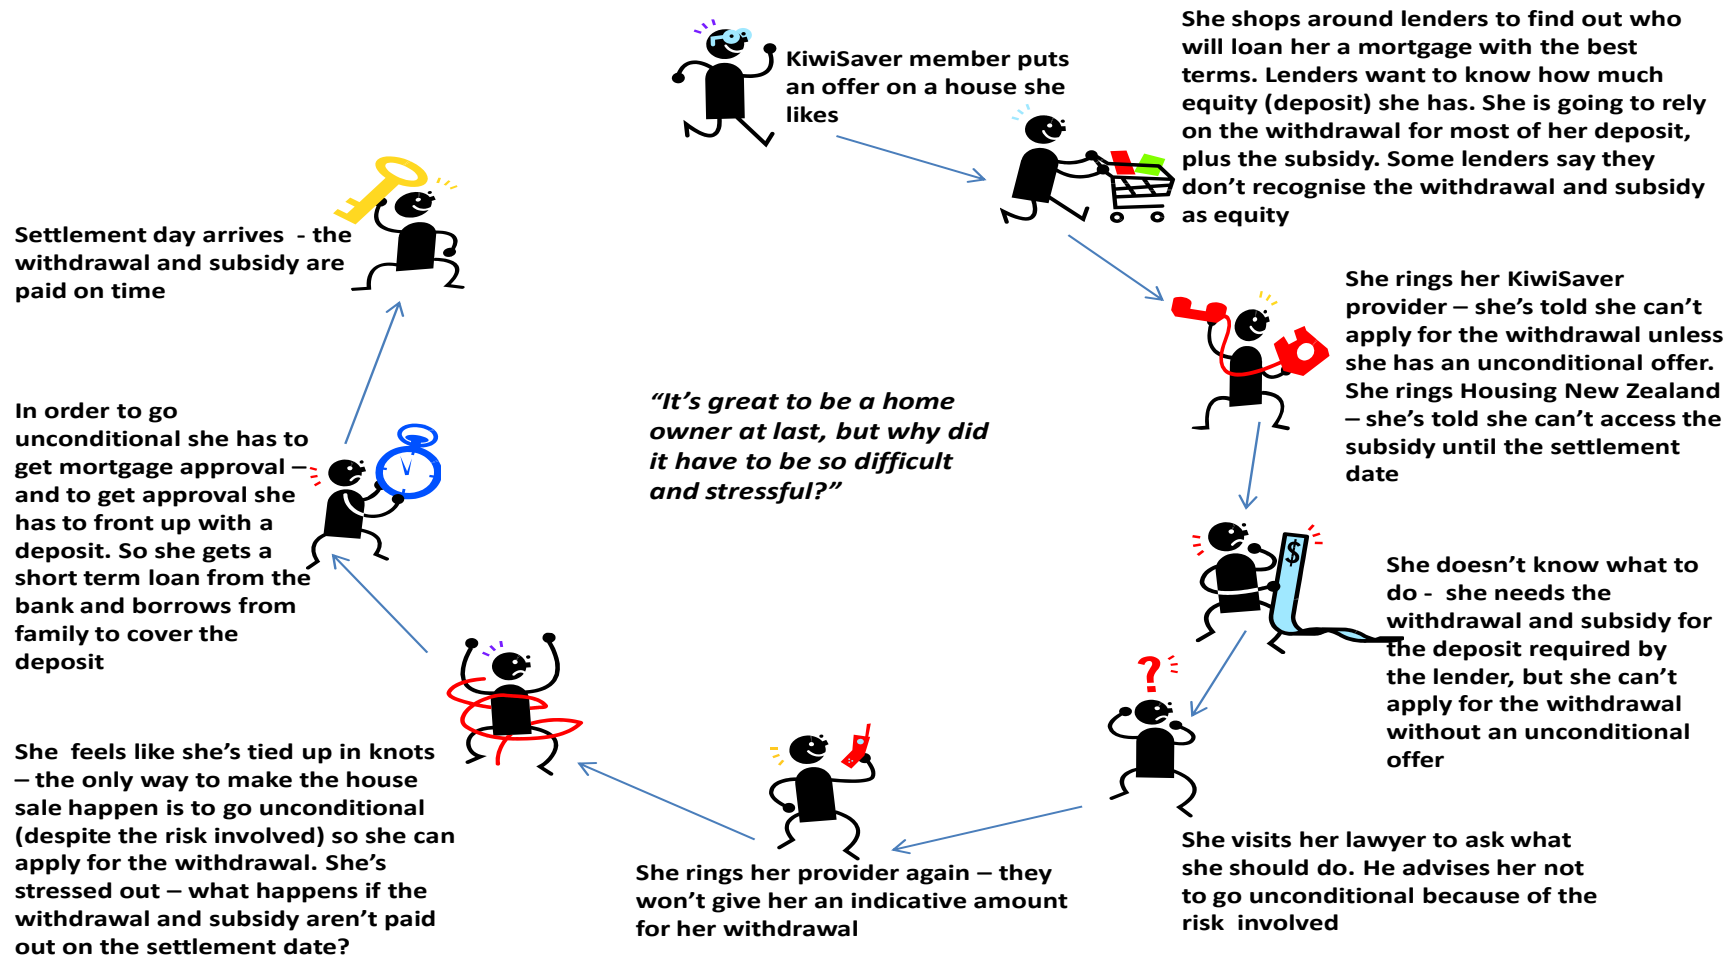 KiwiSaver member puts
an offer on a house she
likes
She shops around lenders to find out who
will loan her a mortgage with the best
terms. Lenders want to know how much
equity (deposit) she has. She is going to rely
on the withdrawal for most of her deposit,
plus the subsidy. Some lenders say they
don’t recognise the withdrawal and subsidy
as equity
She rings her KiwiSaver
provider – she’s told she can’t
apply for the withdrawal unless
she has an unconditional offer.
She rings Housing New Zealand
– she’s told she can’t access the
subsidy until the settlement
date
$
She doesn’t know what to
do -  she needs the
withdrawal and subsidy for
the deposit required by
the lender, but she can’t
apply for the withdrawal
without an unconditional
offer
?
She visits her lawyer to ask what
she should do. He advises her not
to go unconditional because of the
risk  involved
She rings her provider again – they
won’t give her an indicative amount
for her withdrawal
She  feels like she’s tied up in knots
– the only way to make the house
sale happen is to go unconditional
(despite the risk involved) so she can
apply for the withdrawal. She’s
stressed out – what happens if the
withdrawal and subsidy aren’t paid
out on the settlement date?
In order to go
unconditional she has to
get mortgage approval –
and to get approval she
has to front up with a
deposit. So she gets a
short term loan from the
bank and borrows from
family to cover the
deposit
Settlement day arrives  - the
withdrawal and subsidy are
paid on time
“It’s great to be a home
owner at last, but why did
it have to be so difficult
and stressful?”